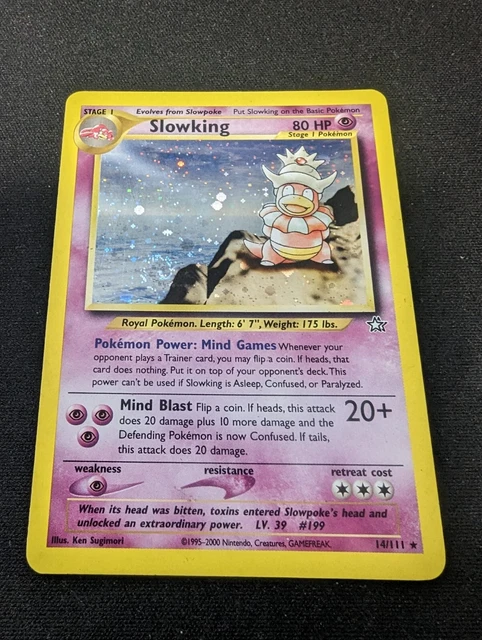 STAGE 1 Evolves from Slowpoke Put Slowking on the Basic Pokémon
Slowking 80 HP
Stage 1 Pokémon
Royal Pokémon. Length: 6' 7", Weight: 175 lbs.
Pokémon Power: Mind Games Whenever your
opponent plays a Trainer card, you may flip a coin. If heads, that
card does nothing. Put it on top of your opponent's deck. This
power can't be used if Slowking is Asleep, Confused, or Paralyzed.
Mind Blast Flip a coin. If heads, this attack 20+
does 20 damage plus 10 more damage and the
Defending Pokémon is now Confused. If tails,
this attack does 20 damage.
weakness resistance retreat cost
When its head was bitten, toxins entered Slowpoke's head and
unlocked an extraordinary power. LV. 39 #199
Illus. Ken Sugimori ©1995-2000 Nintendo, Creatures, GAMEFREAK. 14/111 ★